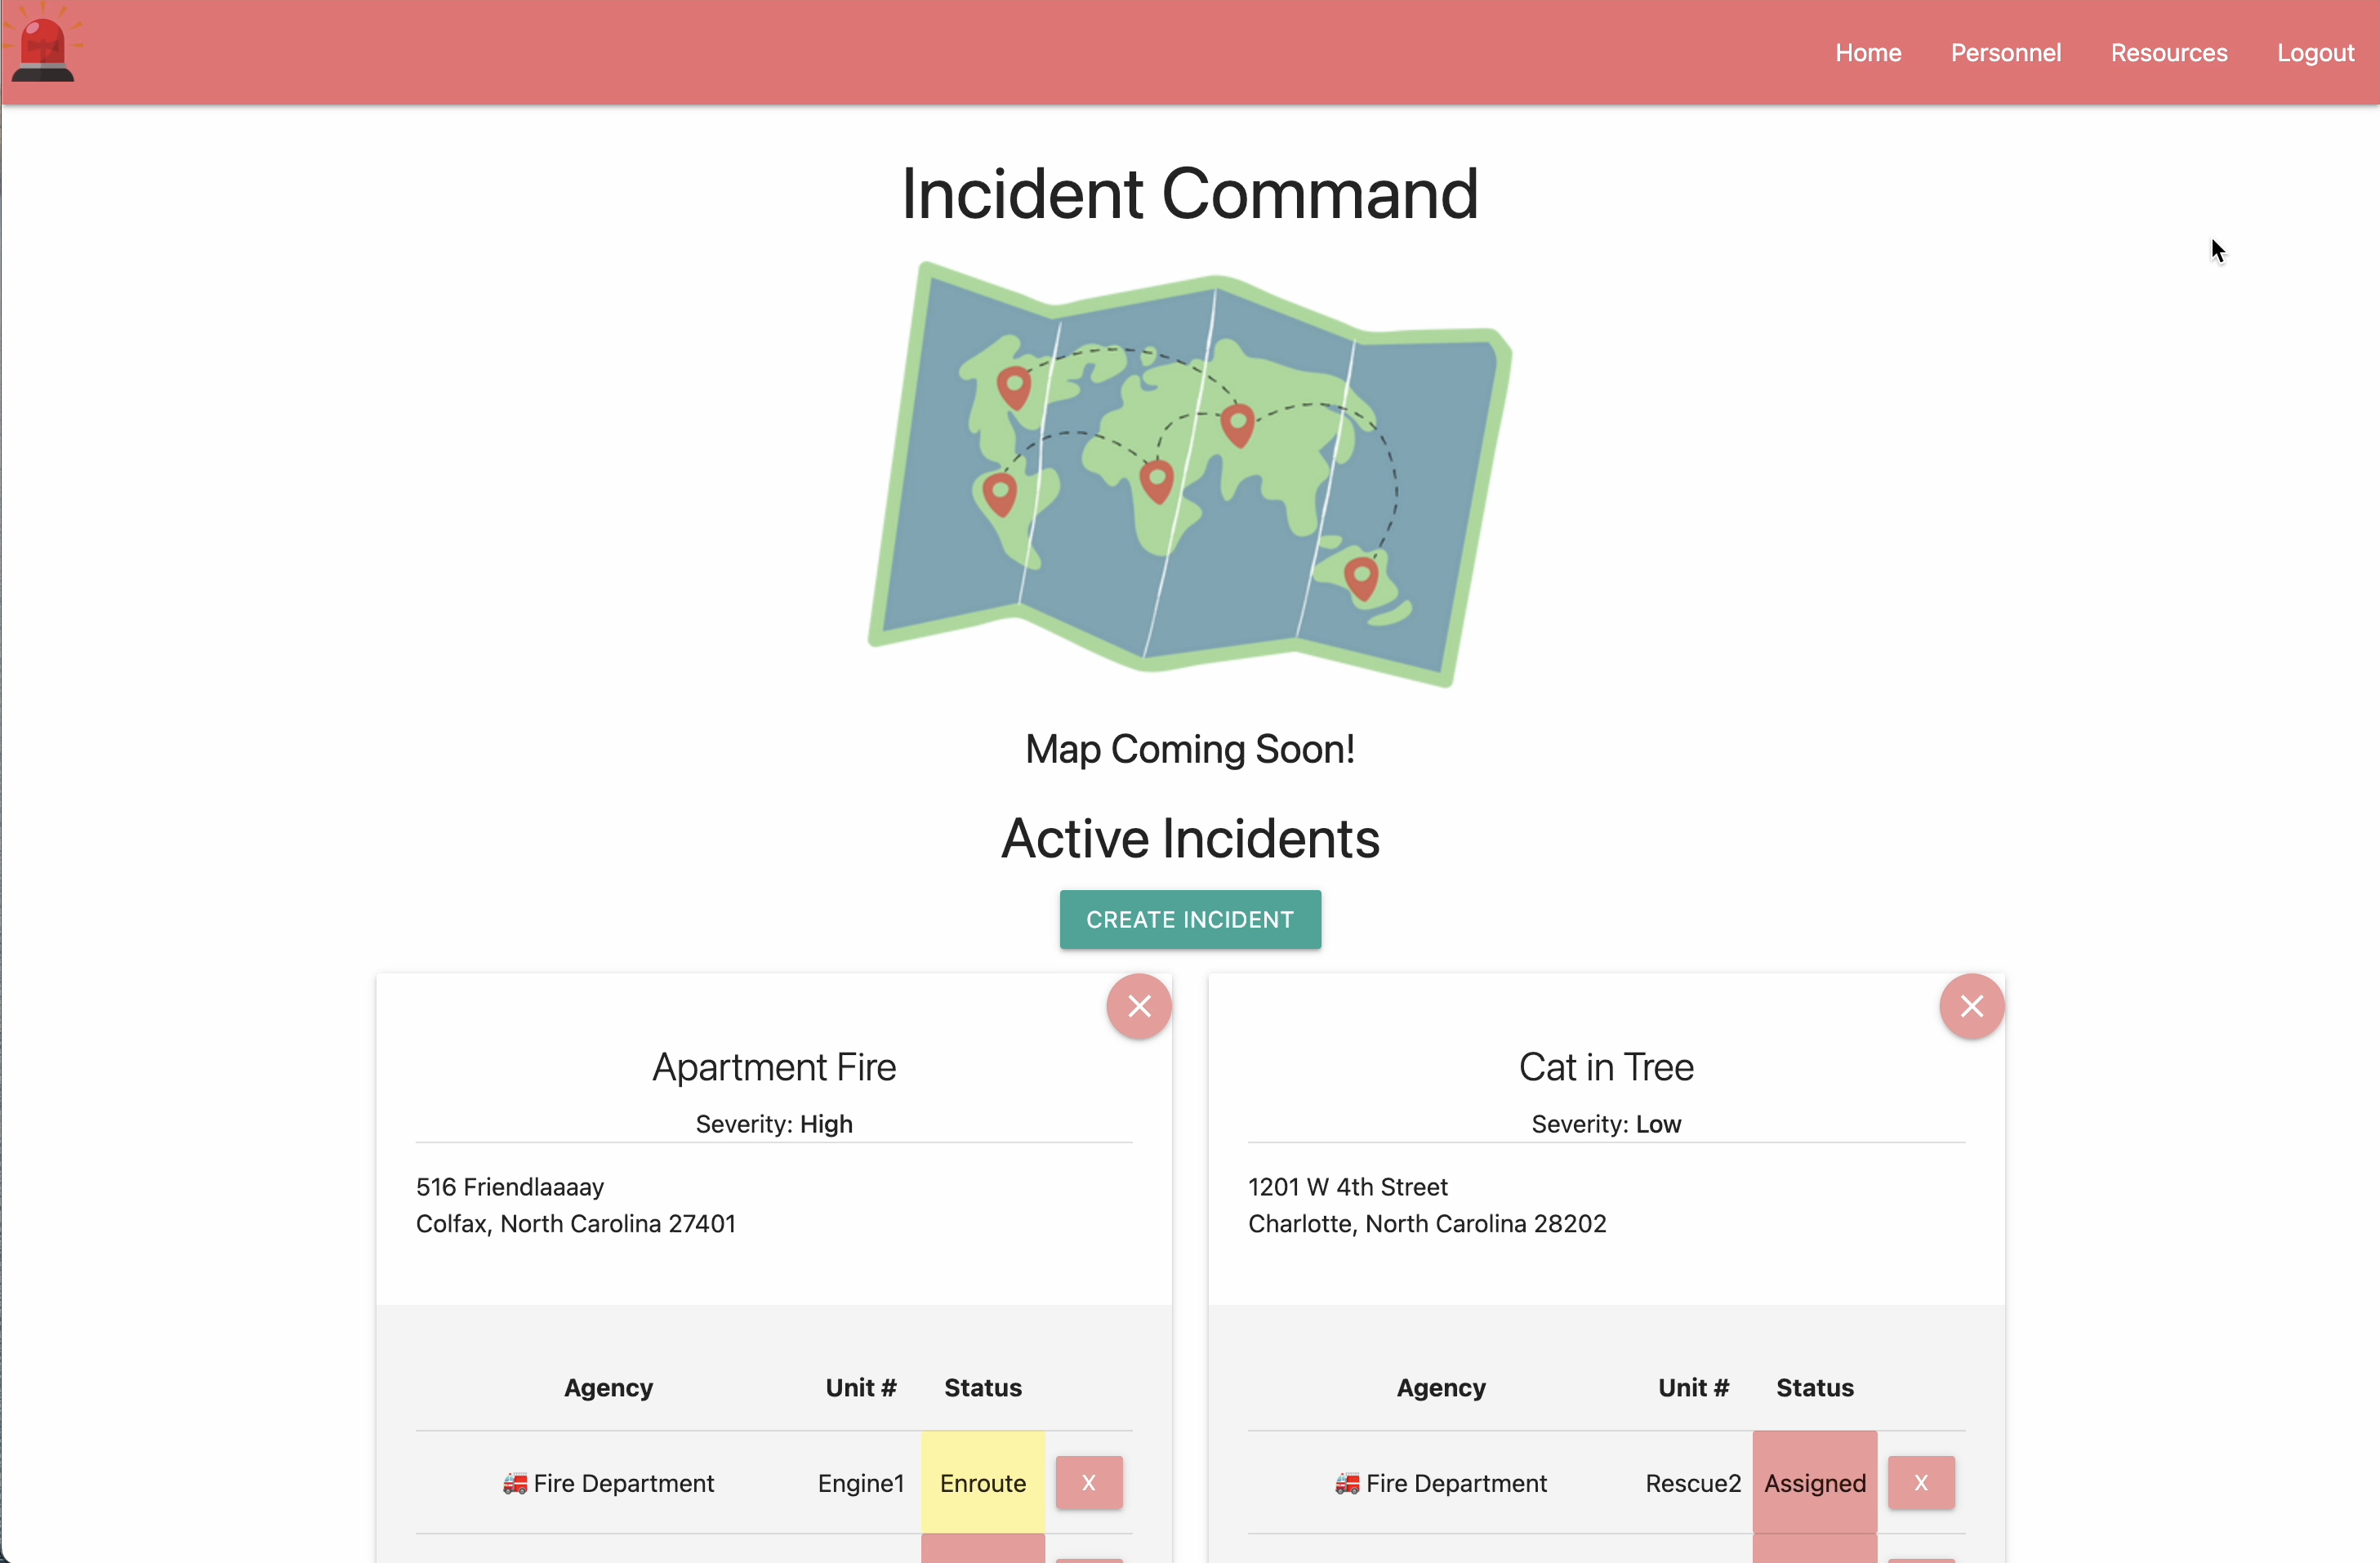 Home Personnel Resources Logout
Incident Command
Map Coming Soon!
Active Incidents
CREATE INCIDENT
Apartment Fire
Severity: High
516 Friendlaaaay
Colfax, North Carolina 27401
Agency Unit # Status
Fire Department Engine1 Enroute X
Cat in Tree
Severity: Low
1201 W 4th Street
Charlotte, North Carolina 28202
Agency Unit # Status
Fire Department Rescue2 Assigned X